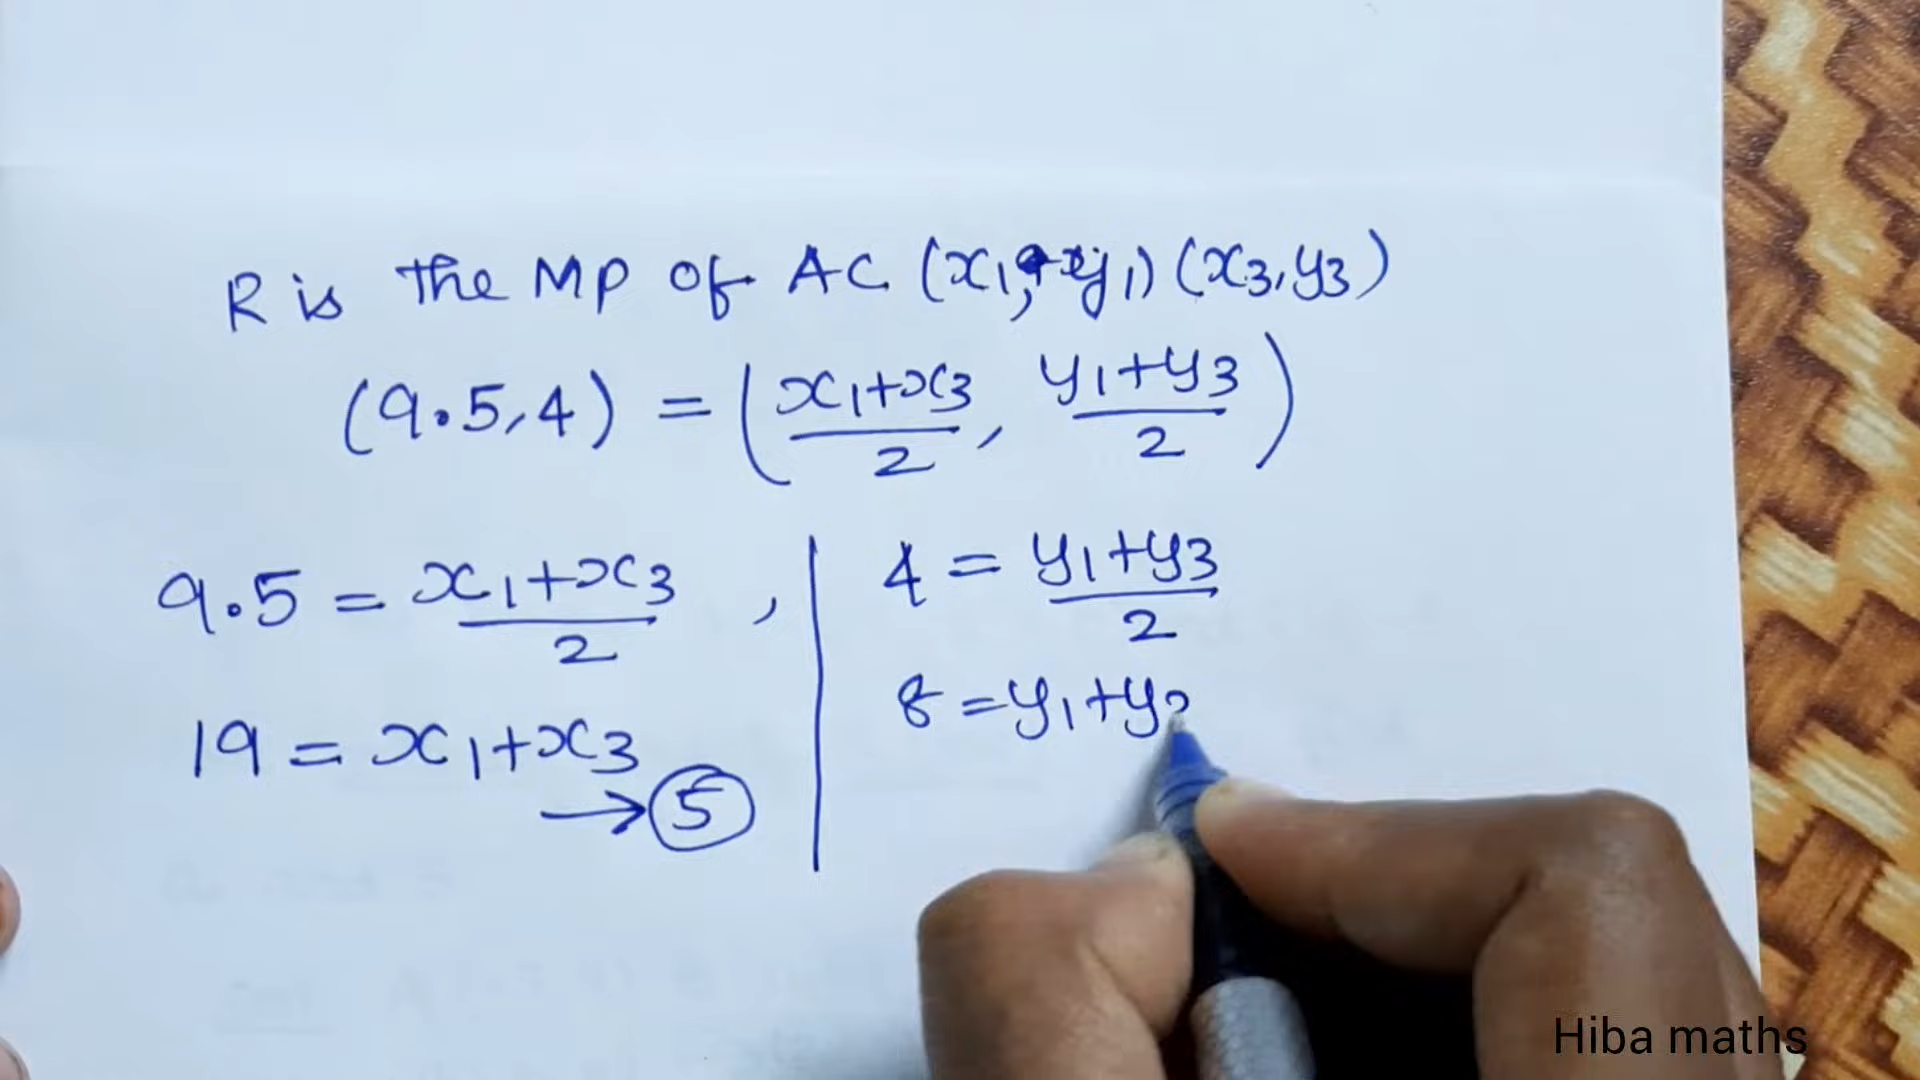 R is the MP of AC (x1, y1) (x3, y3)
(9.5, 4) = (x1+x3/2, y1+y3/2)
9.5 = x1+x3/2,
19 = x1+x3
→ 5
4 = y1+y3/2
8 = y1+y3
Hiba maths